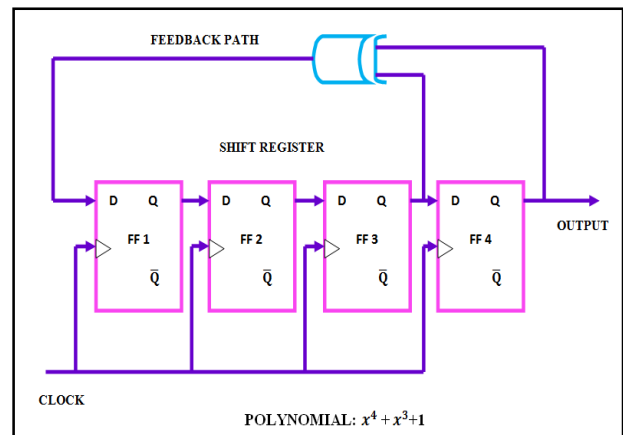 FEEDBACK PATH
SHIFT REGISTER
D Q D Q D Q D Q
OUTPUT
FF 1 FF 2 FF 3 FF 4
Q̅ Q̅ Q̅ Q̅
CLOCK
POLYNOMIAL: x⁴ + x³+1